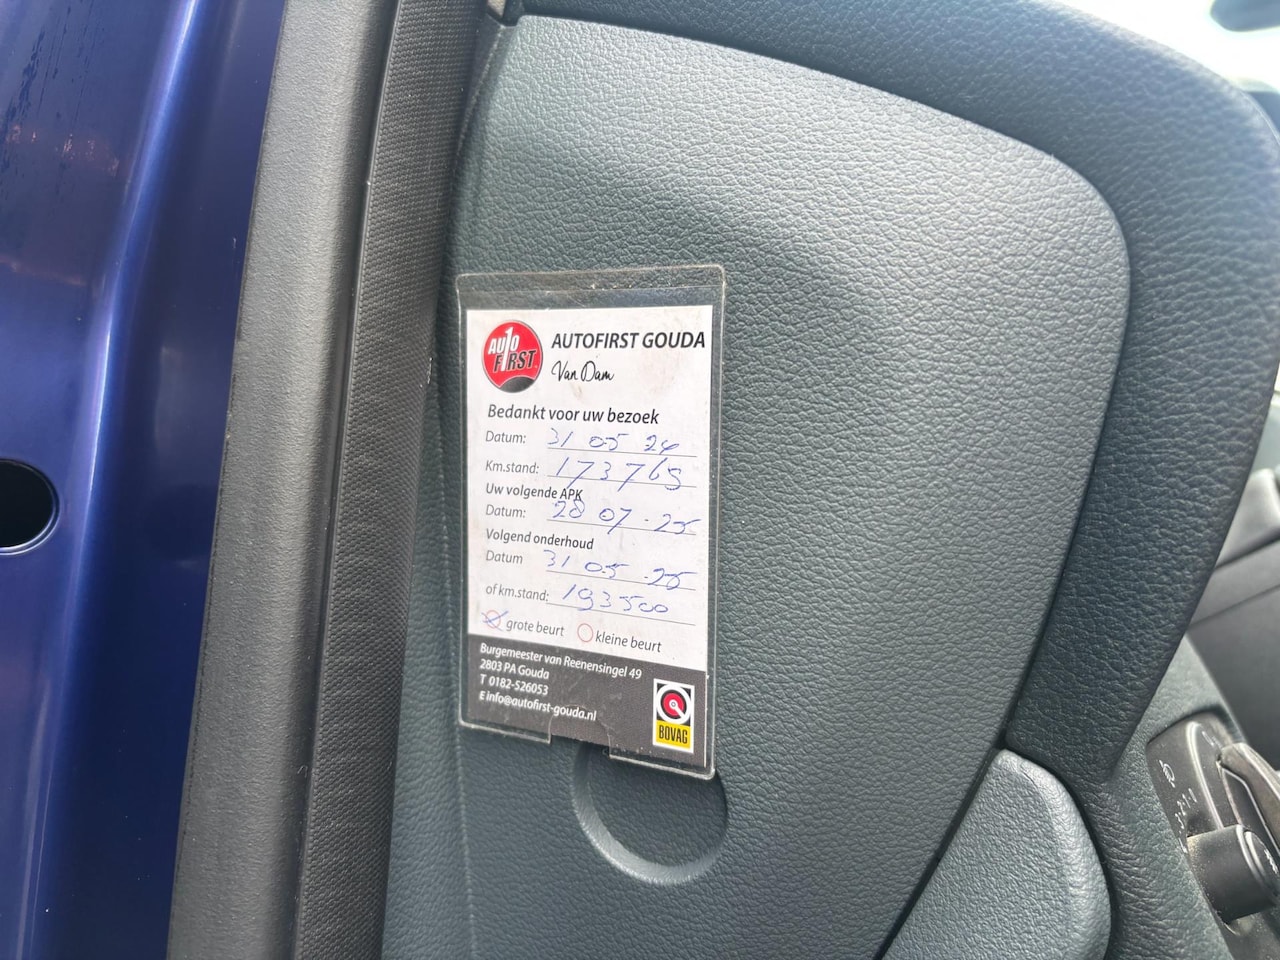 AUTO
1
FIRST
AUTOFIRST GOUDA
Van Dam
Bedankt voor uw bezoek
Datum: 31 05 24
Km.stand: 173765
Uw volgende APK
Datum: 28 07 . 25
Volgend onderhoud
Datum 31 05 . 25
of km.stand: 193500
grote beurt kleine beurt
Burgemeester van Reenensingel 49
2803 PA Gouda
T 0182-526053
E info@autofirst-gouda.nl
BOVAG